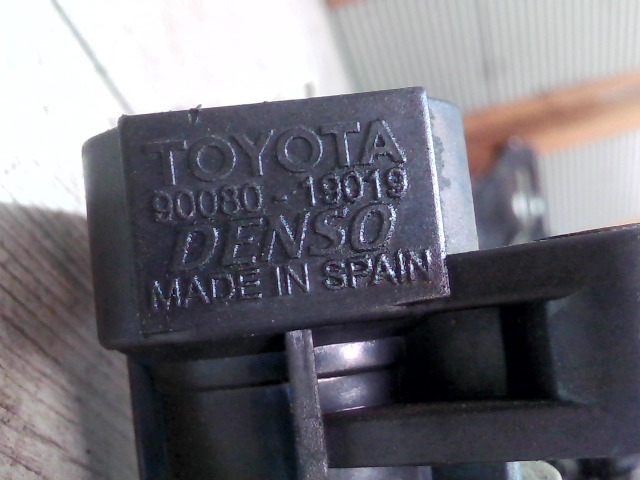 TOYOTA
90080-19019
DENSO
MADE IN SPAIN